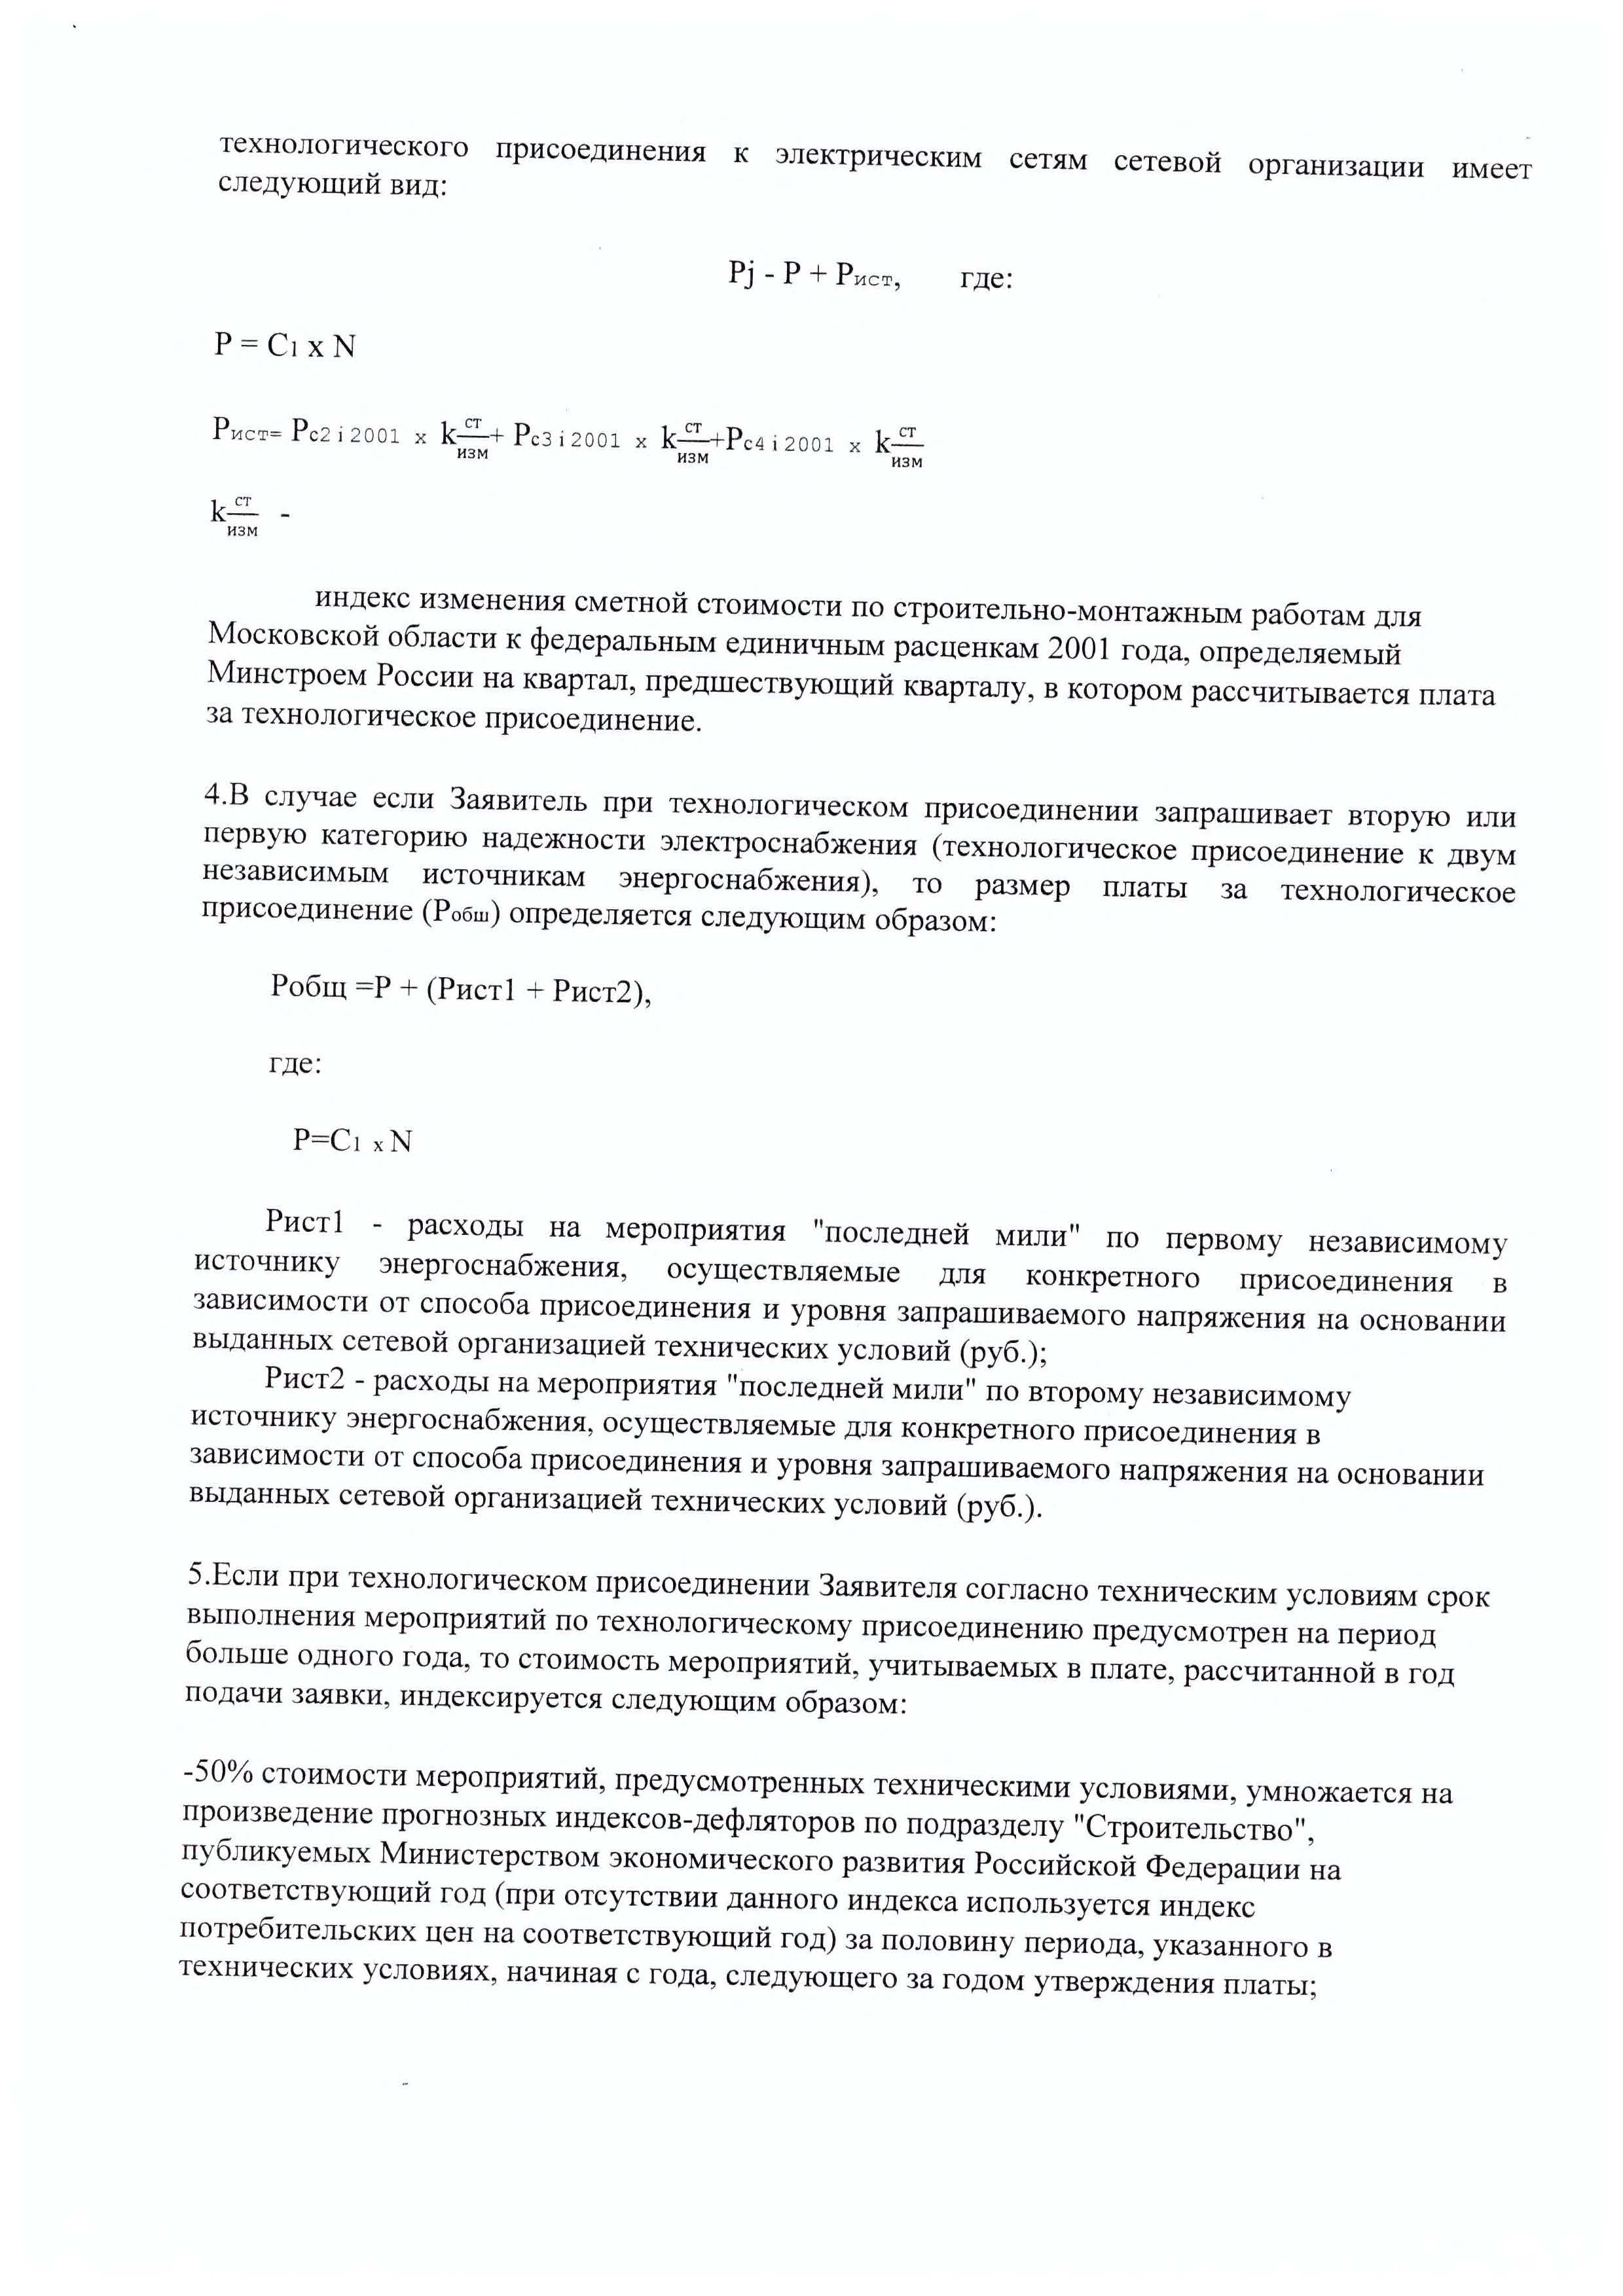 технологического присоединения к электрическим сетям сетевой организации имеет
следующий вид:
Pj - P + Pист, где:
P = C1 x N
Pист= Pс2 i 2001 x k ст/изм + Pс3 i 2001 x k ст/изм +Pс4 i 2001 x k ст/изм
k ст/изм -
индекс изменения сметной стоимости по строительно-монтажным работам для
Московской области к федеральным единичным расценкам 2001 года, определяемый
Минстроем России на квартал, предшествующий кварталу, в котором рассчитывается плата
за технологическое присоединение.
4.В случае если Заявитель при технологическом присоединении запрашивает вторую или
первую категорию надежности электроснабжения (технологическое присоединение к двум
независимым источникам энергоснабжения), то размер платы за технологическое
присоединение (Робш) определяется следующим образом:
Робщ =P + (Рист1 + Рист2),
где:
P=C1 x N
Рист1 - расходы на мероприятия "последней мили" по первому независимому
источнику энергоснабжения, осуществляемые для конкретного присоединения в
зависимости от способа присоединения и уровня запрашиваемого напряжения на основании
выданных сетевой организацией технических условий (руб.);
Рист2 - расходы на мероприятия "последней мили" по второму независимому
источнику энергоснабжения, осуществляемые для конкретного присоединения в
зависимости от способа присоединения и уровня запрашиваемого напряжения на основании
выданных сетевой организацией технических условий (руб.).
5.Если при технологическом присоединении Заявителя согласно техническим условиям срок
выполнения мероприятий по технологическому присоединению предусмотрен на период
больше одного года, то стоимость мероприятий, учитываемых в плате, рассчитанной в год
подачи заявки, индексируется следующим образом:
-50% стоимости мероприятий, предусмотренных техническими условиями, умножается на
произведение прогнозных индексов-дефляторов по подразделу "Строительство",
публикуемых Министерством экономического развития Российской Федерации на
соответствующий год (при отсутствии данного индекса используется индекс
потребительских цен на соответствующий год) за половину периода, указанного в
технических условиях, начиная с года, следующего за годом утверждения платы;